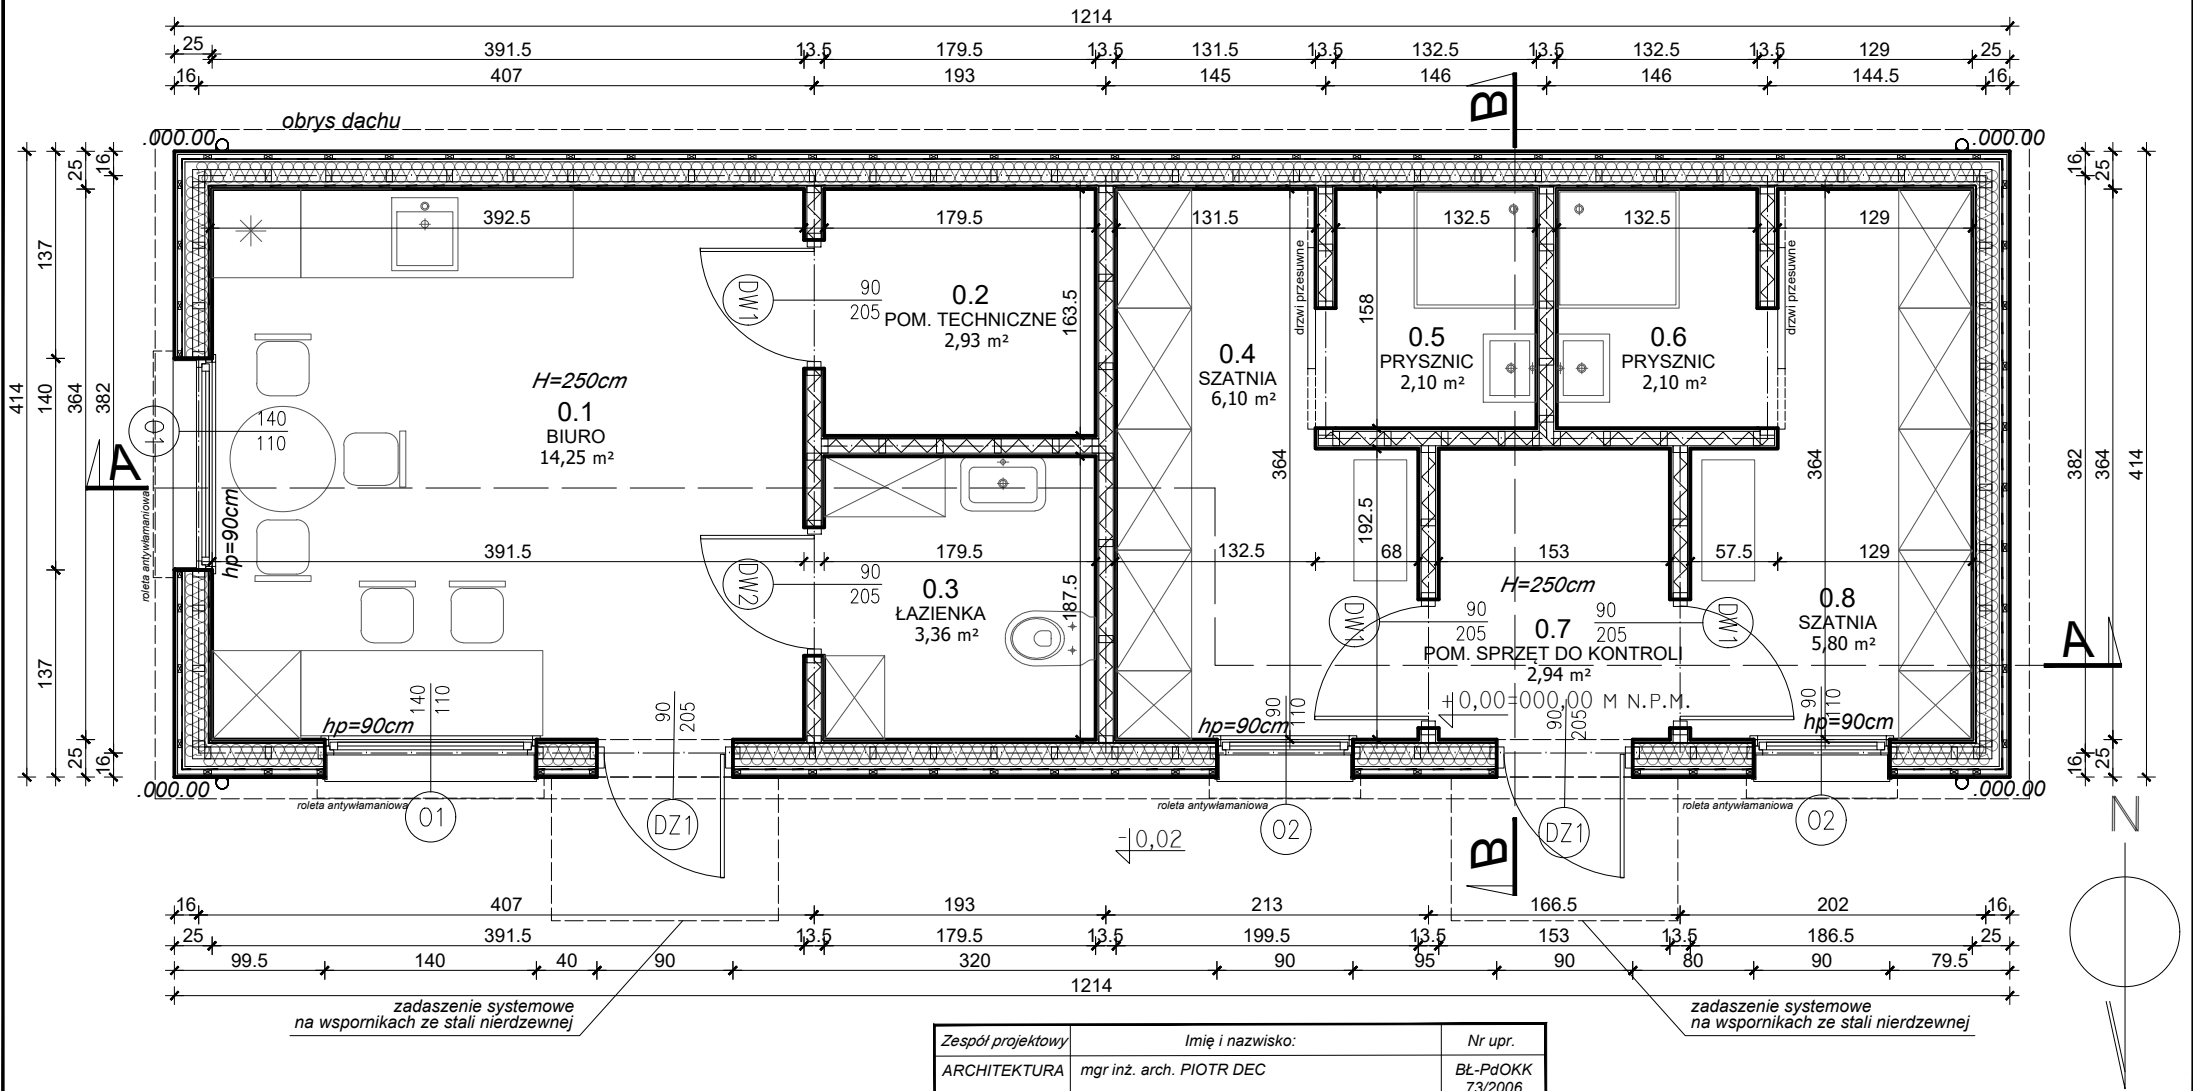 1214
25 391.5 13.5 179.5 13.5 131.5 13.5 132.5 13.5 132.5 13.5 129 25
16 407 193 145 146 146 144.5 16
B
obrys dachu
.000.00 .000.00
414
137 140 137
25 364 25
16 382 16
16 382 16
25 364 25
414
392.5 179.5 131.5 132.5 132.5 129
drzwi przesuwne
drzwi przesuwne
DW1
90
205
0.2
POM. TECHNICZNE
2,93 m²
163.5
158
0.4
SZATNIA
6,10 m²
0.5
PRYSZNIC
2,10 m²
0.6
PRYSZNIC
2,10 m²
H=250cm
0.1
BIURO
14,25 m²
O1
140
110
A
roleta antywłamaniowa
hp=90cm
364
192.5
364
391.5 179.5 132.5 68 153 57.5 129
DW2
90
205
0.3
ŁAZIENKA
3,36 m²
187.5
H=250cm
DW1
90
205
90
205
DW1
0.7
POM. SPRZĘT DO KONTROLI
2,94 m²
0.8
SZATNIA
5,80 m²
A
+0,00=000,00 M N.P.M.
140
110
hp=90cm
90
205
hp=90cm
90
110
90
205
90
110
hp=90cm
.000.00 .000.00
roleta antywłamaniowa
roleta antywłamaniowa
roleta antywłamaniowa
O1
DZ1
O2
DZ1
O2
-0,02
B
N
16 407 193 213 166.5 202 16
25 391.5 13.5 179.5 13.5 199.5 13.5 153 13.5 186.5 25
99.5 140 40 90 320 90 95 90 80 90 79.5
1214
zadaszenie systemowe
na wspornikach ze stali nierdzewnej
zadaszenie systemowe
na wspornikach ze stali nierdzewnej
Zespół projektowy Imię i nazwisko: Nr upr.
ARCHITEKTURA mgr inż. arch. PIOTR DEC BŁ-PdOKK
73/2006